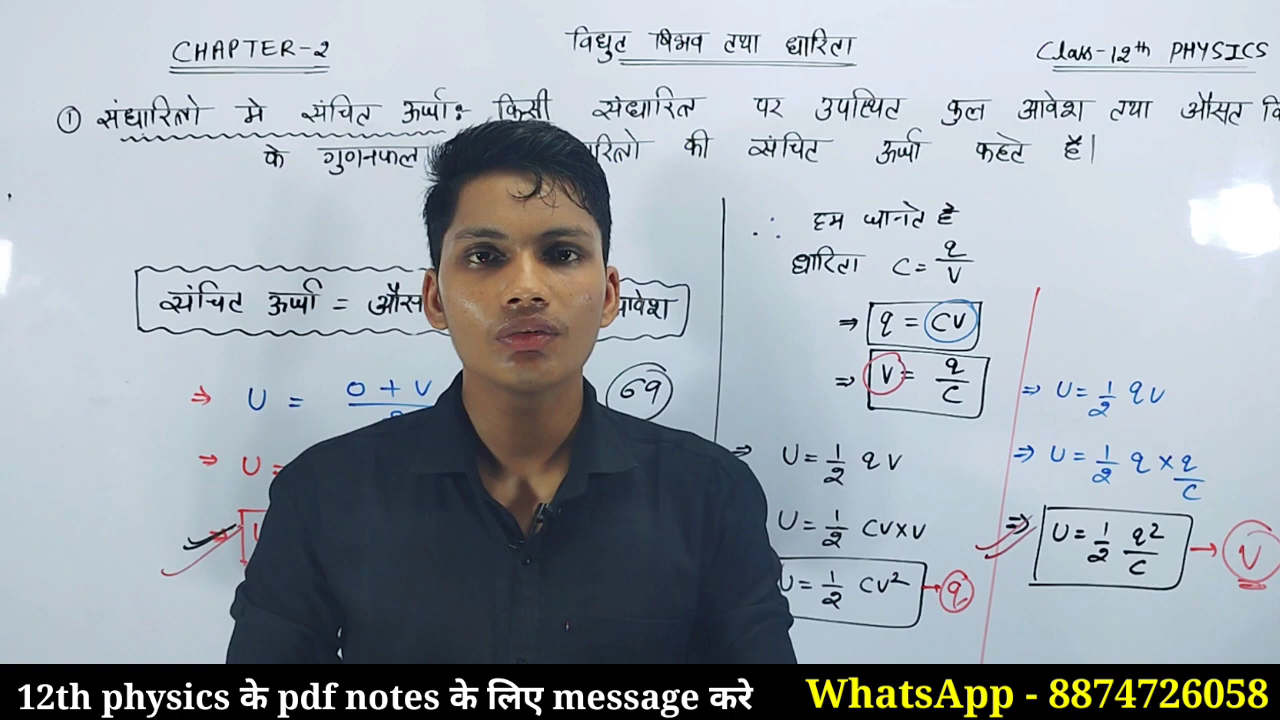 CHAPTER-2
विद्युत विभव तथा धारिता
Class-12th PHYSICS
① संधारित्रो मे संचित ऊर्जा:- किसी संधारित्र पर उपस्थित कुल आवेश तथा औसत वि
के गुणनफल की संचित ऊर्जा कहते हैं।
संचित ऊर्जा = औस आवेश
⇒ U = 0 + V
⇒ U =
∴ हम जानते है
धारिता C = q/V
⇒ q = CV
⇒ V = q/C
⇒ U = 1/2 qV
U = 1/2 CV×V
U = 1/2 CV² → q
⇒ U = 1/2 qV
⇒ U = 1/2 q × q/C
⇒ U = 1/2 q²/C → V
12th physics के pdf notes के लिए message करे
WhatsApp - 8874726058